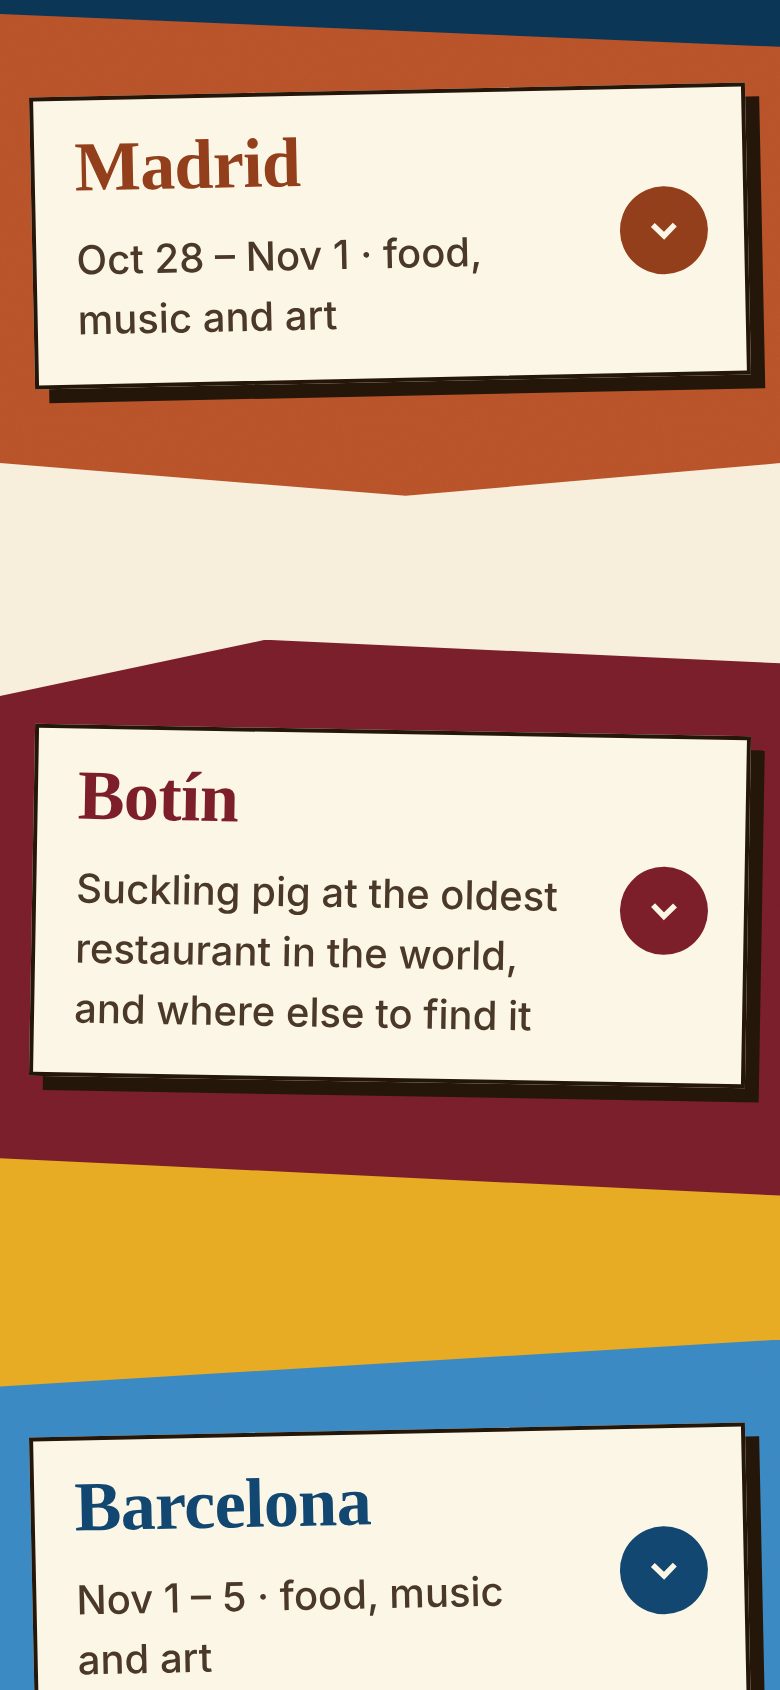 Madrid
Oct 28 – Nov 1 · food,
music and art
Botín
Suckling pig at the oldest
restaurant in the world,
and where else to find it
Barcelona
Nov 1 – 5 · food, music
and art